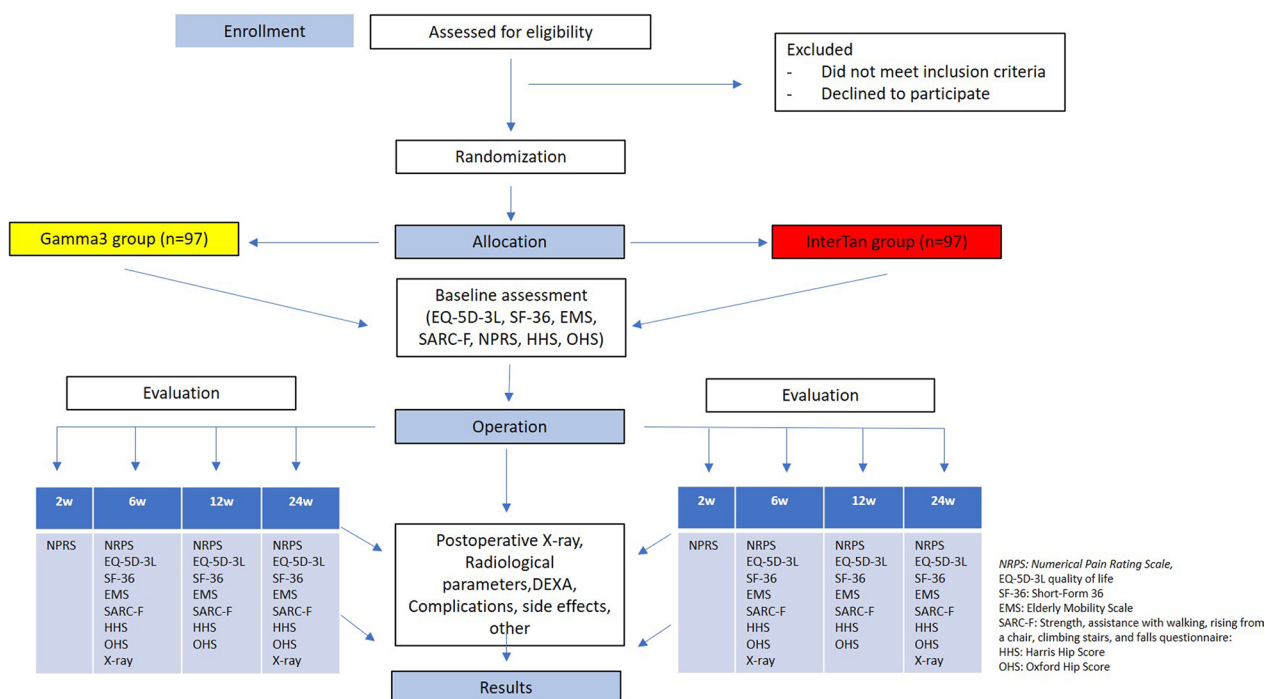 Enrollment
Assessed for eligibility
Excluded
- Did not meet inclusion criteria
- Declined to participate
Randomization
Gamma3 group (n=97)
Allocation
InterTan group (n=97)
Baseline assessment
(EQ-5D-3L, SF-36, EMS,
SARC-F, NPRS, HHS, OHS)
Evaluation
Operation
Evaluation
2w 6w 12w 24w
NPRS NRPS NRPS NRPS
EQ-5D-3L EQ-5D-3L EQ-5D-3L
SF-36 SF-36 SF-36
EMS EMS EMS
SARC-F SARC-F SARC-F
HHS HHS HHS
OHS OHS OHS
X-ray X-ray
Postoperative X-ray,
Radiological
parameters,DEXA,
Complications, side effects,
other
2w 6w 12w 24w
NPRS NRPS NRPS NRPS
EQ-5D-3L EQ-5D-3L EQ-5D-3L
SF-36 SF-36 SF-36
EMS EMS EMS
SARC-F SARC-F SARC-F
HHS HHS HHS
OHS OHS OHS
X-ray X-ray
NRPS: Numerical Pain Rating Scale,
EQ-5D-3L quality of life
SF-36: Short-Form 36
EMS: Elderly Mobility Scale
SARC-F: Strength, assistance with walking, rising from
a chair, climbing stairs, and falls questionnaire:
HHS: Harris Hip Score
OHS: Oxford Hip Score
Results